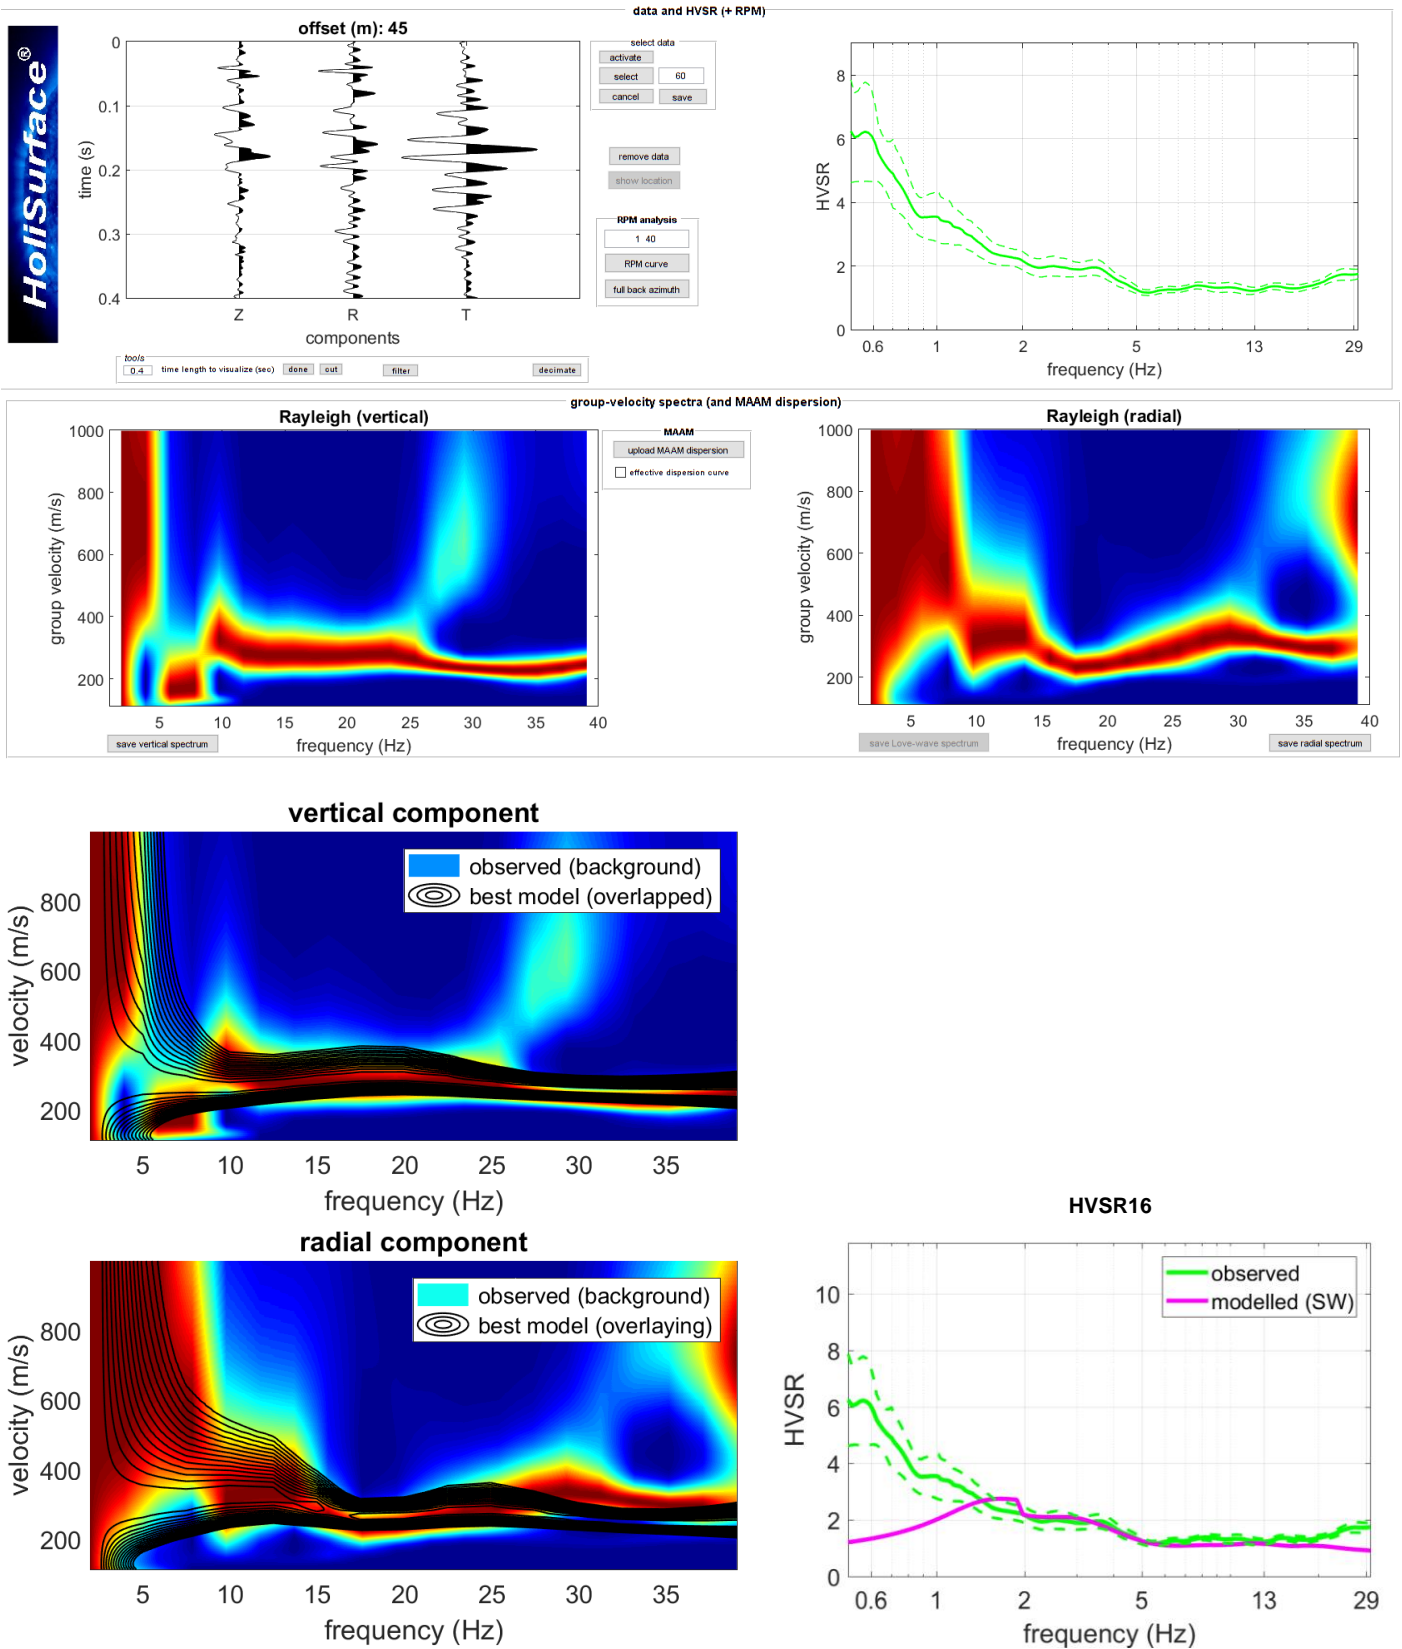 data and HVSR (+ RPM)
HoliSurface®
offset (m): 45
0
0.1
0.2
0.3
0.4
time (s)
Z R T
components
select data
activate
select 60
cancel save
remove data
show location
RPM analysis
1 40
RPM curve
full back azimuth
tools
0.4 time length to visualize (sec) done cut filter decimate
8
6
4
2
0
HVSR
0.6 1 2 5 13 29
frequency (Hz)
group-velocity spectra (and MAAM dispersion)
Rayleigh (vertical)
1000
800
600
400
200
group velocity (m/s)
5 10 15 20 25 30 35 40
frequency (Hz)
save vertical spectrum
MAAM
upload MAAM dispersion
effective dispersion curve
Rayleigh (radial)
1000
800
600
400
200
group velocity (m/s)
5 10 15 20 25 30 35 40
frequency (Hz)
save Love-wave spectrum
save radial spectrum
vertical component
observed (background)
best model (overlapped)
800
600
400
200
velocity (m/s)
5 10 15 20 25 30 35
frequency (Hz)
radial component
observed (background)
best model (overlaying)
800
600
400
200
velocity (m/s)
5 10 15 20 25 30 35
frequency (Hz)
HVSR16
observed
modelled (SW)
10
8
6
4
2
0
HVSR
0.6 1 2 5 13 29
frequency (Hz)